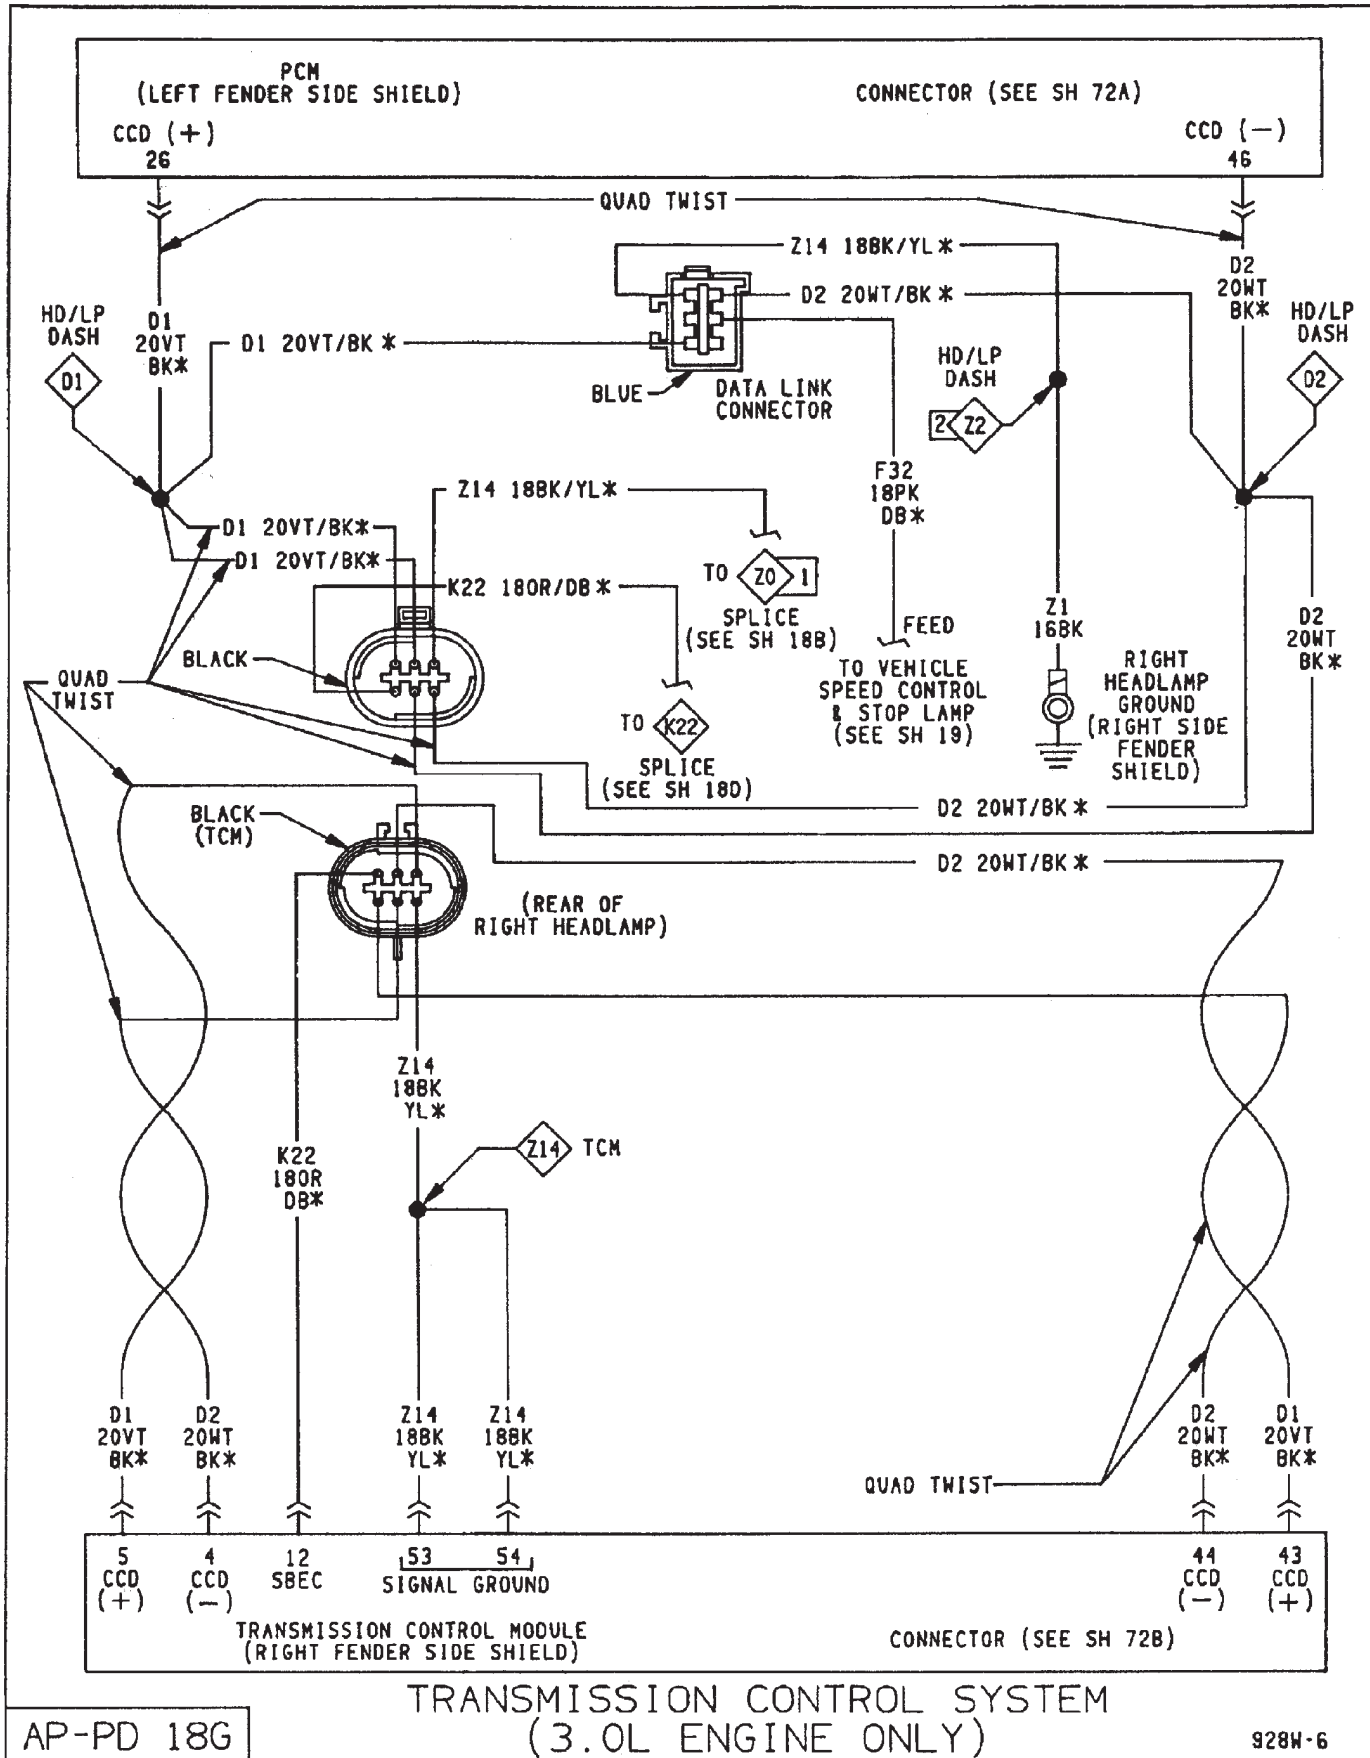 PCM
(LEFT FENDER SIDE SHIELD)
CONNECTOR (SEE SH 72A)
CCD (+)
26
CCD (—)
46
QUAD TWIST
Z14 18BK/YL*
D2 20WT/BK*
D2
20WT
BK*
HD/LP
DASH
D1
D1
20VT
BK*
D1 20VT/BK*
BLUE
DATA LINK
CONNECTOR
HD/LP
DASH
2
Z2
HD/LP
DASH
D2
F32
18PK
DB*
Z14 18BK/YL*
D1 20VT/BK*
D1 20VT/BK*
K22 18OR/DB*
TO
Z0
1
SPLICE
(SEE SH 18B)
FEED
TO VEHICLE
SPEED CONTROL
& STOP LAMP
(SEE SH 19)
Z1
16BK
D2
20WT
BK*
RIGHT
HEADLAMP
GROUND
(RIGHT SIDE
FENDER
SHIELD)
BLACK
QUAD
TWIST
TO
K22
SPLICE
(SEE SH 18D)
D2 20WT/BK*
BLACK
(TCM)
D2 20WT/BK*
(REAR OF
RIGHT HEADLAMP)
Z14
18BK
YL*
Z14
TCM
K22
18OR
DB*
D1
20VT
BK*
D2
20WT
BK*
Z14
18BK
YL*
Z14
18BK
YL*
D2
20WT
BK*
D1
20VT
BK*
QUAD TWIST
5
CCD
(+)
4
CCD
(—)
12
SBEC
53
54
SIGNAL GROUND
44
CCD
(—)
43
CCD
(+)
TRANSMISSION CONTROL MODULE
(RIGHT FENDER SIDE SHIELD)
CONNECTOR (SEE SH 72B)
TRANSMISSION CONTROL SYSTEM
(3.0L ENGINE ONLY)
AP-PD 18G
928W-6